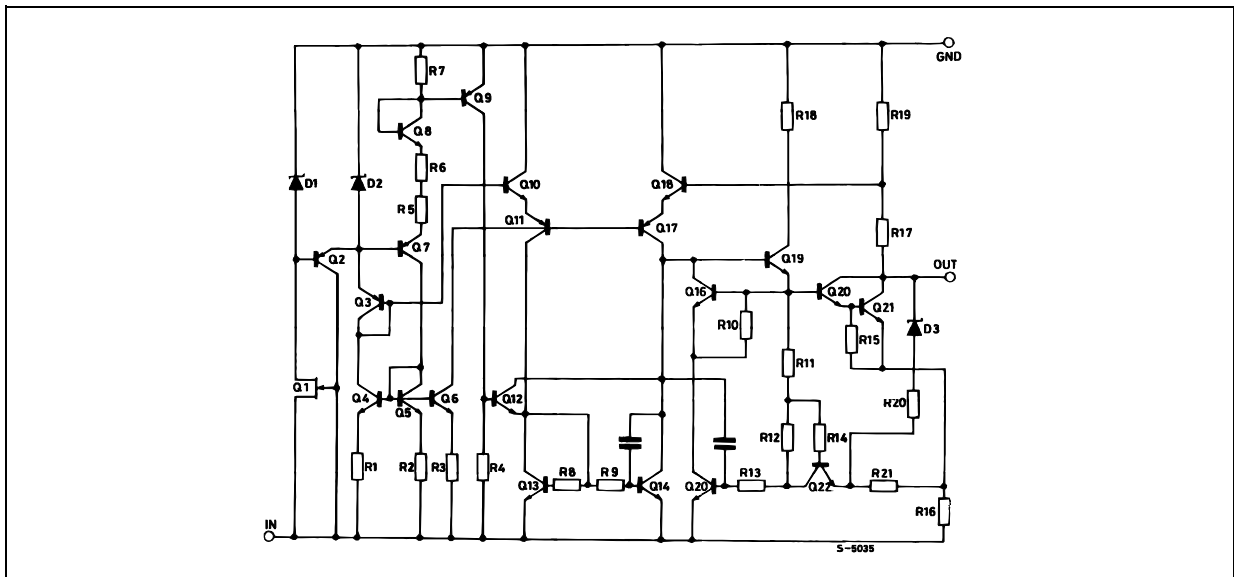 GND
R7
Q9
Q8
R18
R19
R6
D1
D2
Q10
Q18
R5
Q11
Q17
R17
Q2
Q7
OUT
Q19
Q3
Q16
Q20
Q21
R10
R15
D3
R11
Q1
Q4
Q5
Q6
Q12
R20
R12
R14
R1
R2
R3
R4
Q13
R8
R9
Q14
Q20
R13
Q22
R21
R16
IN
S-5035